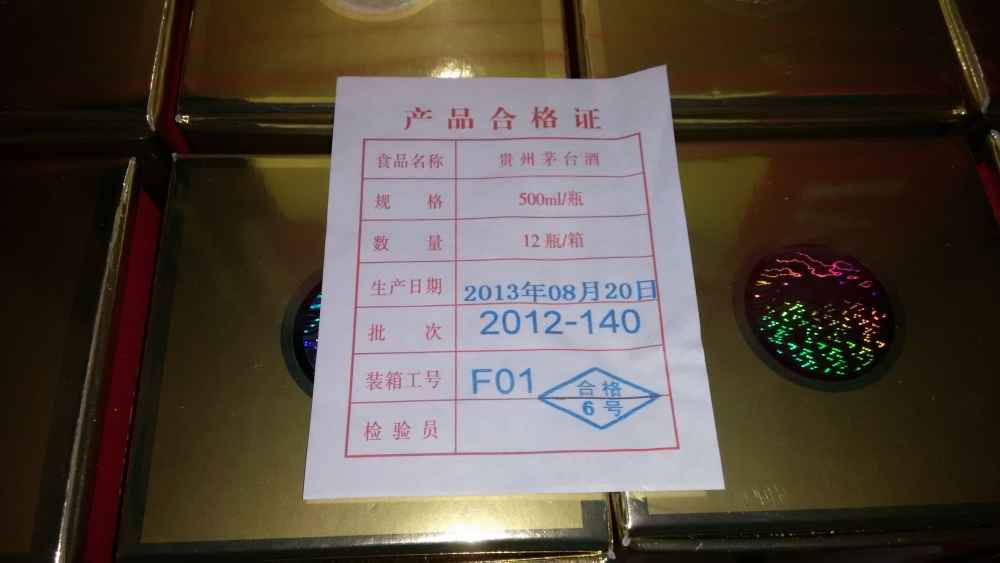 产品合格证
食品名称 贵州茅台酒
规格 500ml/瓶
数量 12瓶/箱
生产日期 2013年08月20日
批次 2012-140
装箱工号 F01
合格
6号
检验员